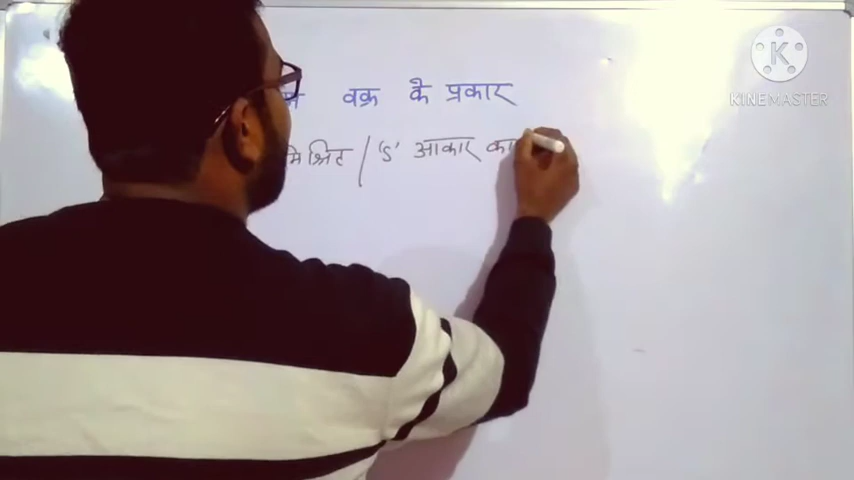 वक्र के प्रकार
मिश्रित / 'S' आकार का
K
KINEMASTER